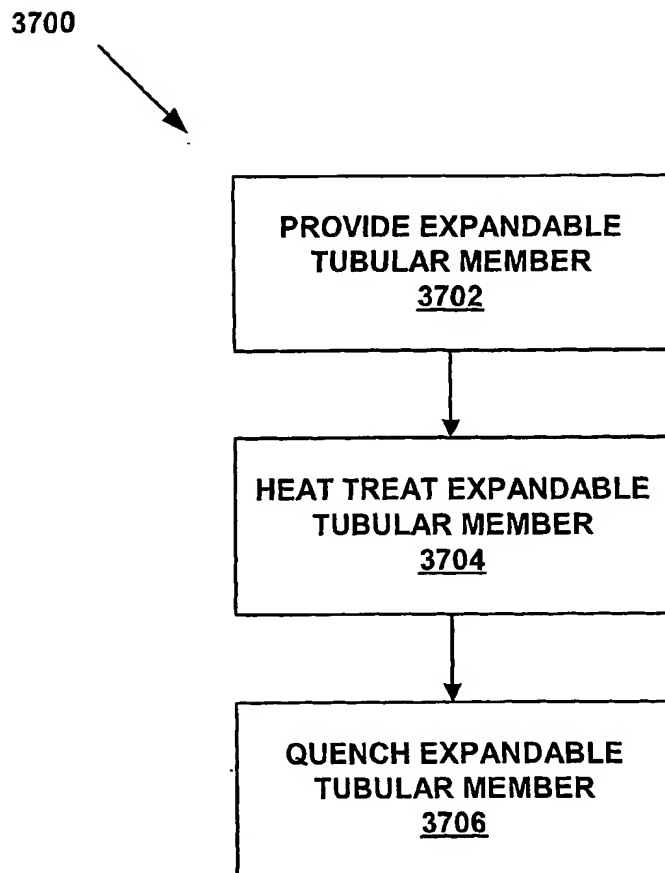 3700
PROVIDE EXPANDABLE
TUBULAR MEMBER
3702
HEAT TREAT EXPANDABLE
TUBULAR MEMBER
3704
QUENCH EXPANDABLE
TUBULAR MEMBER
3706